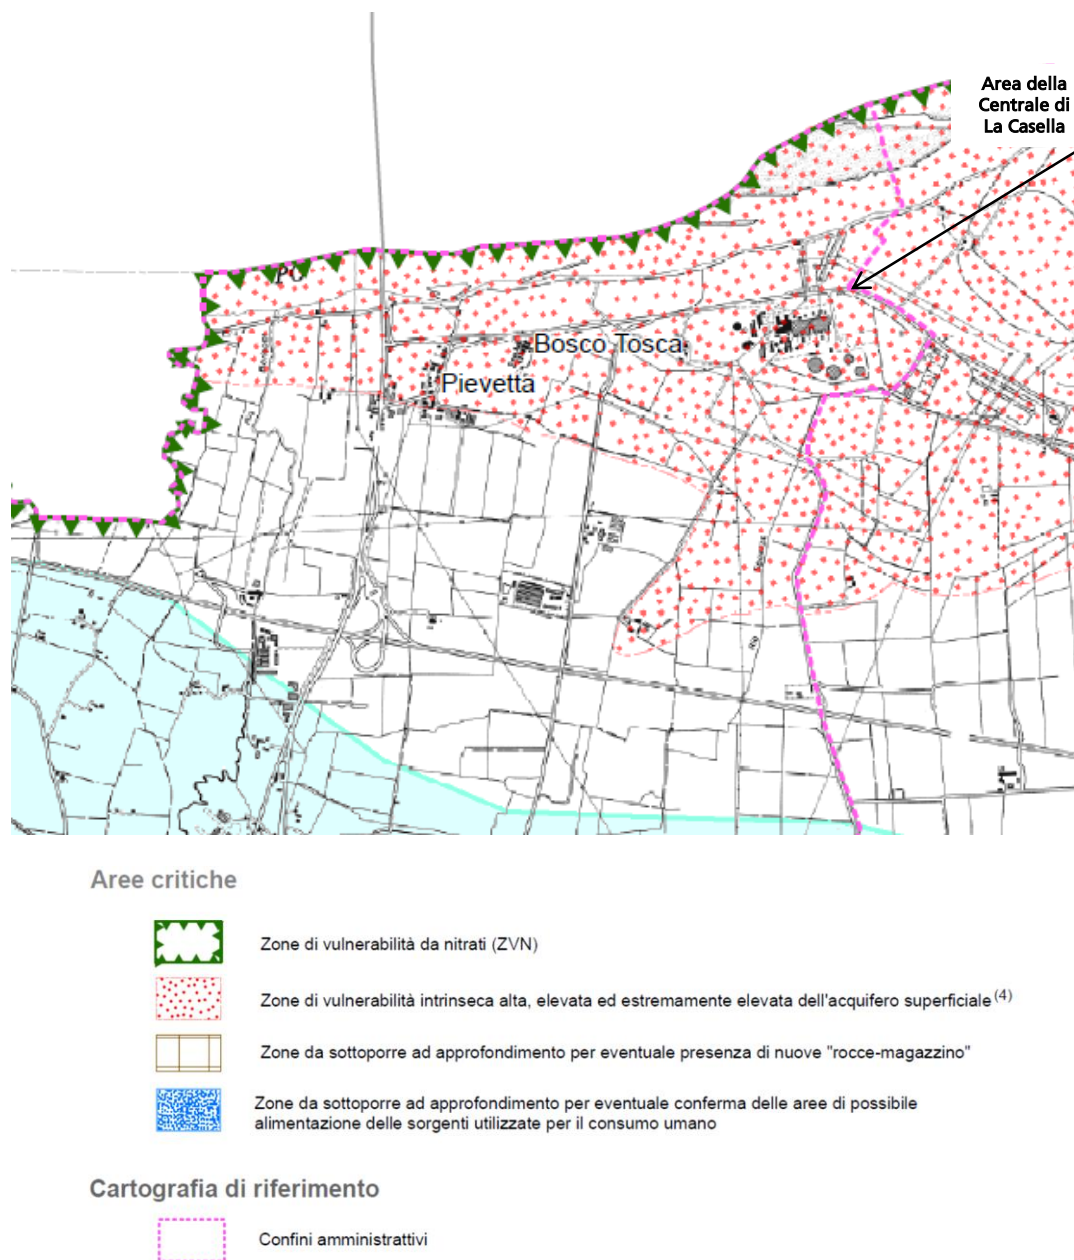 Area della
Centrale di
La Casella
PC
Bosco Tosca
Pievetta
Aree critiche
Zone di vulnerabilità da nitrati (ZVN)
Zone di vulnerabilità intrinseca alta, elevata ed estremamente elevata dell'acquifero superficiale (4)
Zone da sottoporre ad approfondimento per eventuale presenza di nuove "rocce-magazzino"
Zone da sottoporre ad approfondimento per eventuale conferma delle aree di possibile
alimentazione delle sorgenti utilizzate per il consumo umano
Cartografia di riferimento
Confini amministrattivi